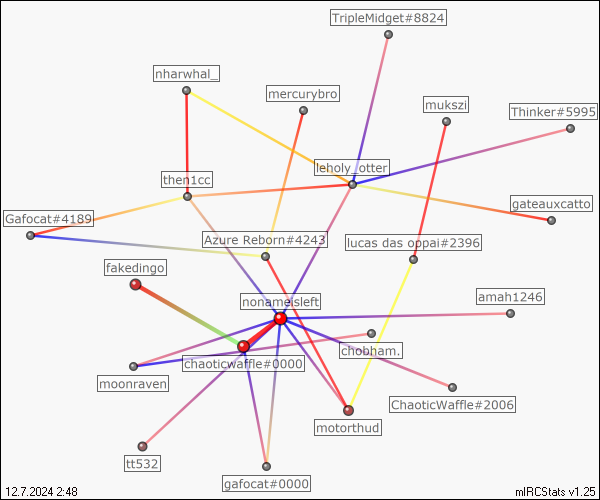 TripleMidget#8824
nharwhal_
mercurybro
mukszi
Thinker#5995
leholy_otter
then1cc
Gafocat#4189
gateauxcatto
Azure Reborn#4243
lucas das oppai#2396
fakedingo
nonameisleft
amah1246
chobham.
chaoticwaffle#0000
moonraven
ChaoticWaffle#2006
motorthud
tt532
gafocat#0000
12.7.2024 2:48
mIRCStats v1.25